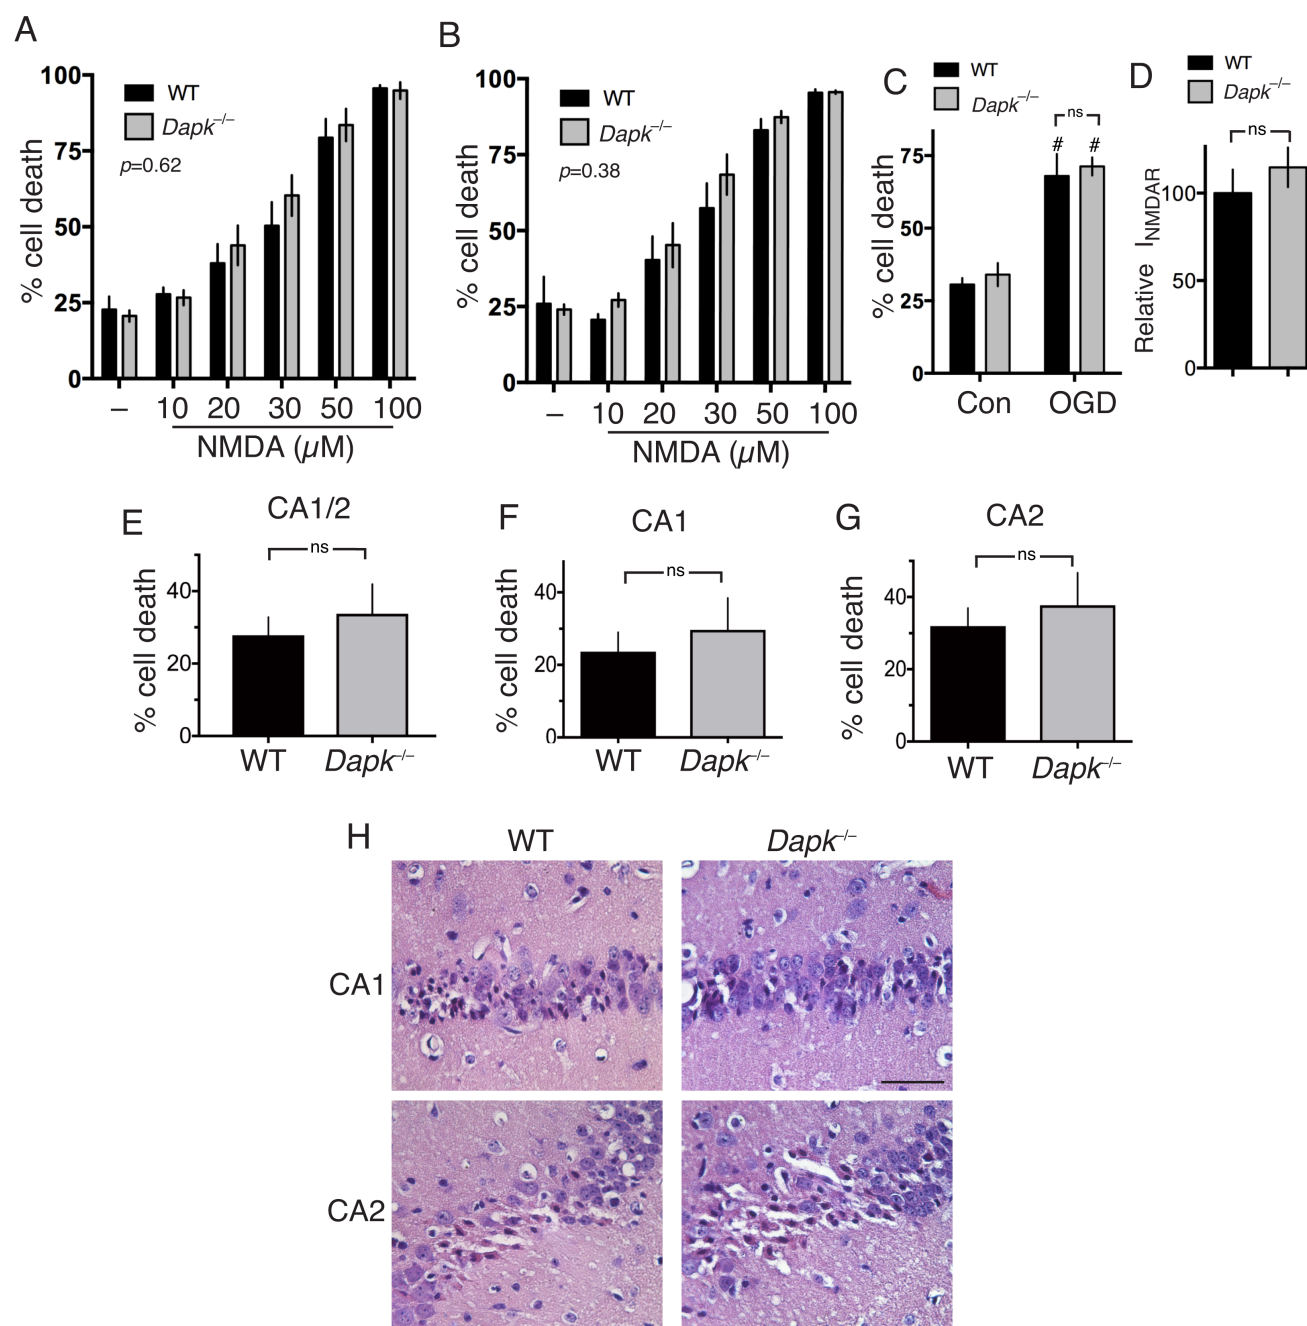 A
100
75
50
25
0
% cell death
WT
Dapk–/–
p=0.62
– 10 20 30 50 100
NMDA (µM)
B
100
75
50
25
0
% cell death
WT
Dapk–/–
p=0.38
– 10 20 30 50 100
NMDA (µM)
C
WT
Dapk–/–
ns
# #
75
50
25
0
% cell death
Con OGD
D
WT
Dapk–/–
ns
100
50
0
Relative INMDAR
E
CA1/2
ns
40
20
0
% cell death
WT Dapk–/–
F
CA1
ns
40
20
0
% cell death
WT Dapk–/–
G
CA2
ns
40
20
0
% cell death
WT Dapk–/–
H
WT Dapk–/–
CA1
CA2